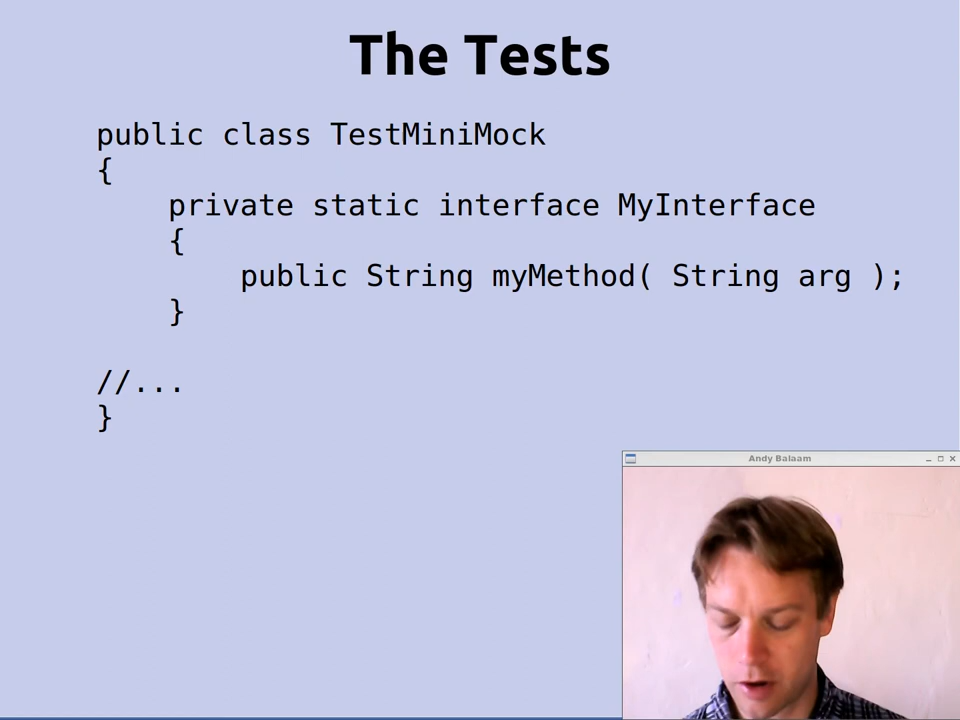 The Tests
public class TestMiniMock
{
    private static interface MyInterface
    {
        public String myMethod( String arg );
    }

//...
}
Andy Balaam